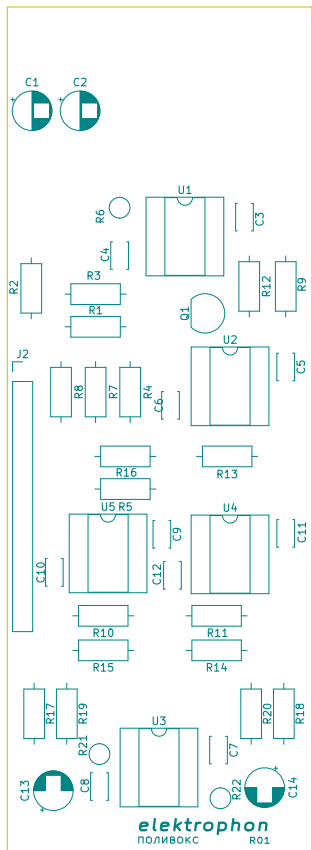 C1 C2
U1
R6
C3
C4
R2
R3
R12
R9
R1
Q1
U2
J2
C5
R8
R7
R4
C6
R16
R13
U5 R5
U4
C9
C11
C10
C12
R10
R11
R15
R14
R17
R19
R20
R18
U3
R21
C7
C13
C8
R22
C14
elektrophon
ПОЛИВОКС R01